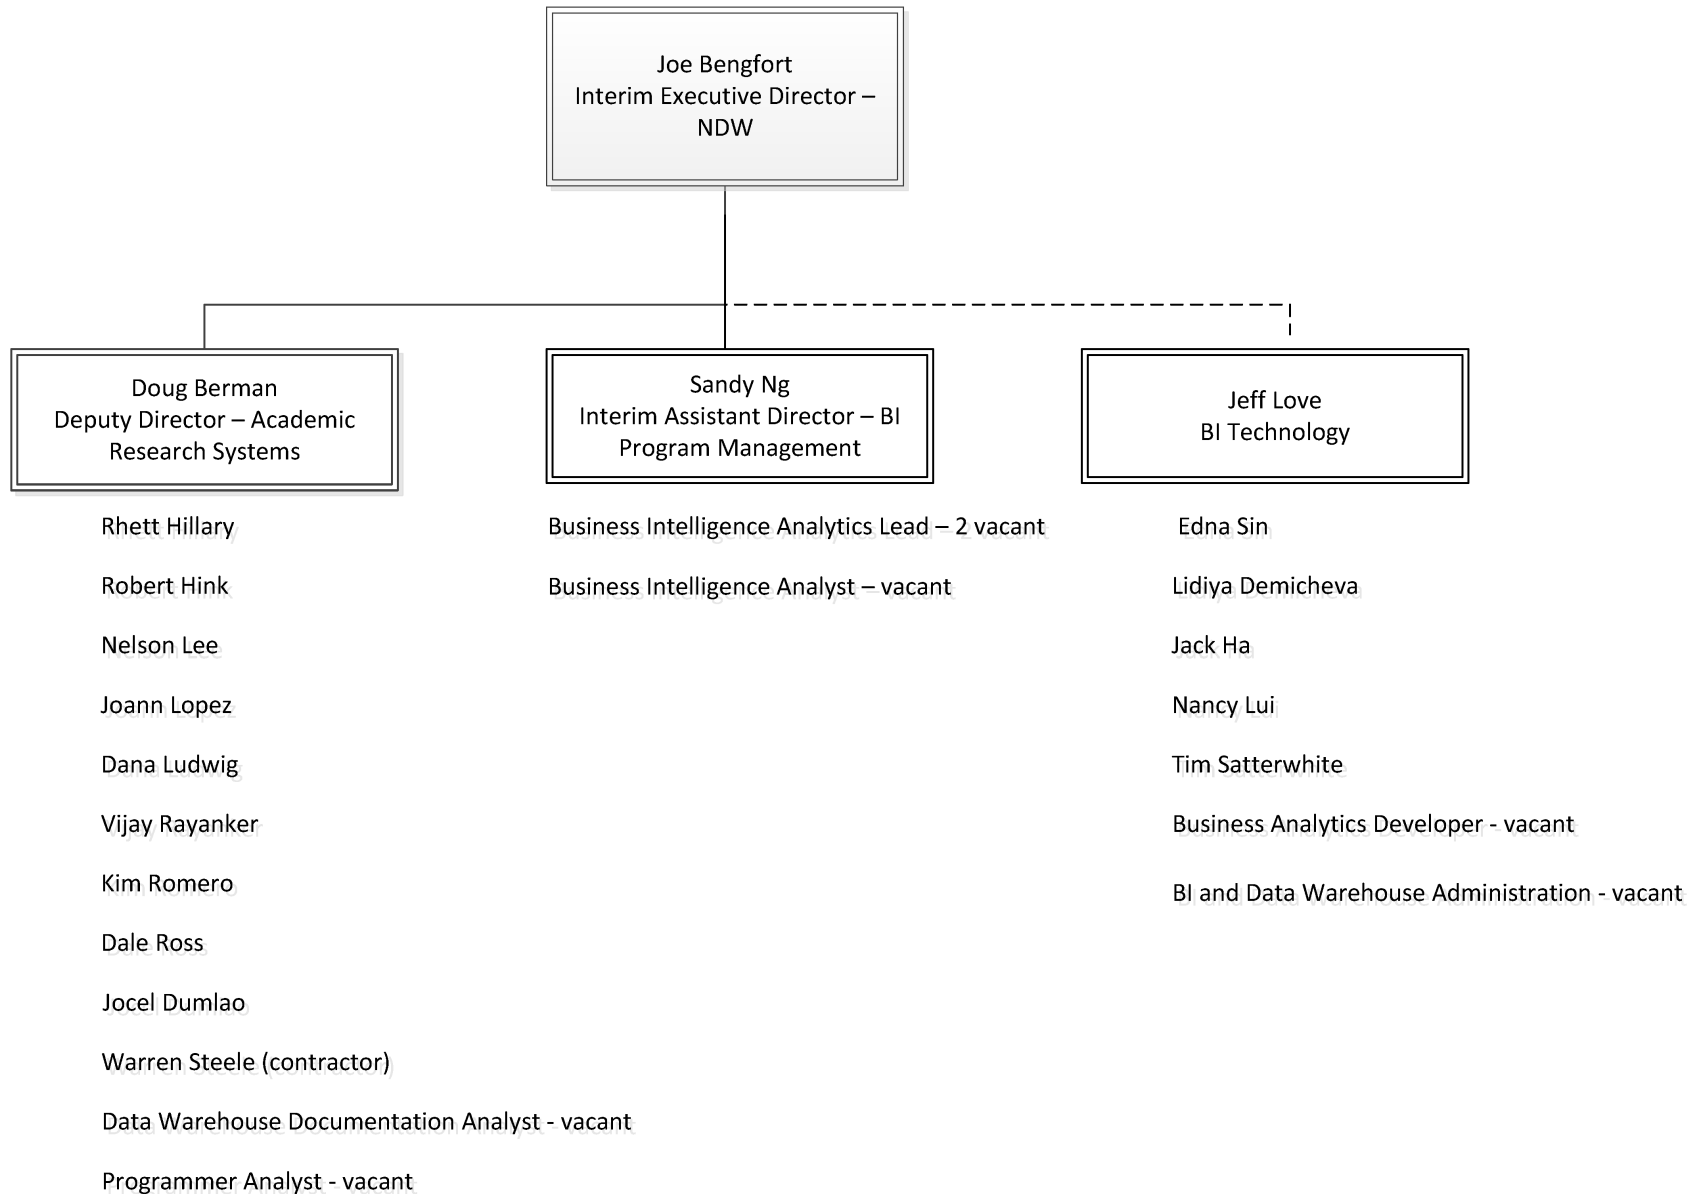 Joe Bengfort
Interim Executive Director –
NDW
Doug Berman
Deputy Director – Academic
Research Systems
Sandy Ng
Interim Assistant Director – BI
Program Management
Jeff Love
BI Technology
Rhett Hillary
Robert Hink
Nelson Lee
Joann Lopez
Dana Ludwig
Vijay Rayanker
Kim Romero
Dale Ross
Jocel Dumlao
Warren Steele (contractor)
Data Warehouse Documentation Analyst - vacant
Programmer Analyst - vacant
Business Intelligence Analytics Lead – 2 vacant
Business Intelligence Analyst – vacant
Edna Sin
Lidiya Demicheva
Jack Ha
Nancy Lui
Tim Satterwhite
Business Analytics Developer - vacant
BI and Data Warehouse Administration - vacant